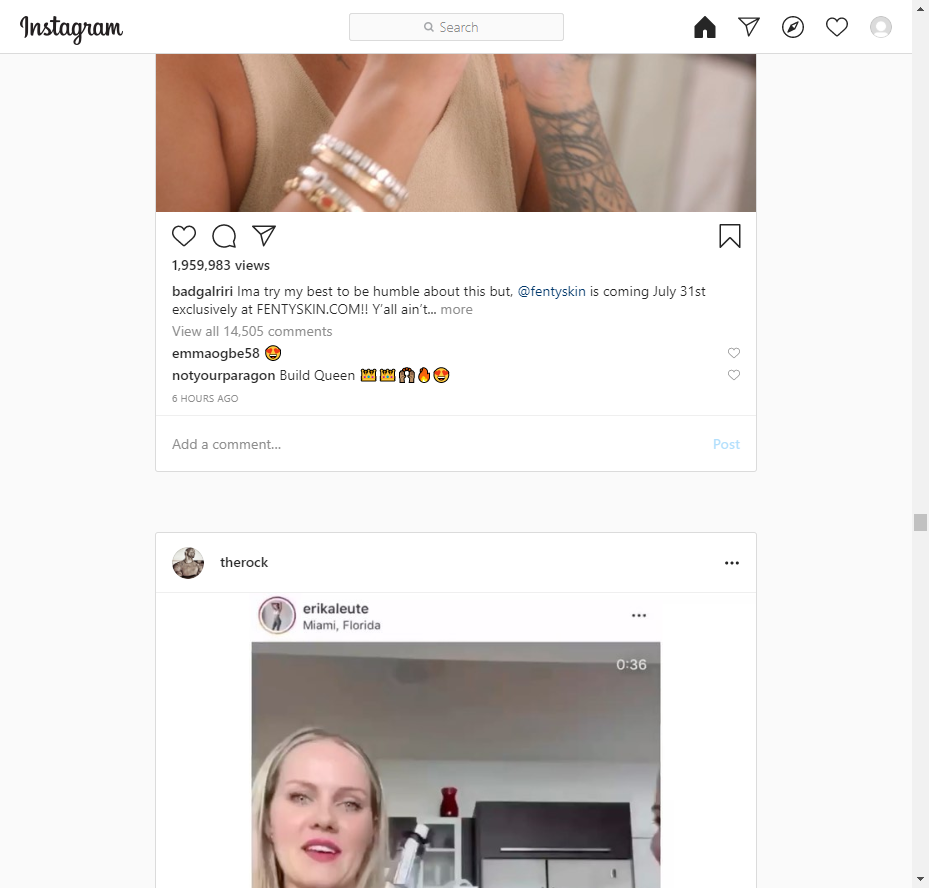 Instagram
Search
1,959,983 views
badgalriri Ima try my best to be humble about this but, @fentyskin is coming July 31st
exclusively at FENTYSKIN.COM!! Y'all ain't... more
View all 14,505 comments
emmaogbe58 😍
notyourparagon Build Queen 👑👑🙌🏾🔥😍
6 HOURS AGO
Add a comment...
Post
therock
erikaleute
Miami, Florida
0:36